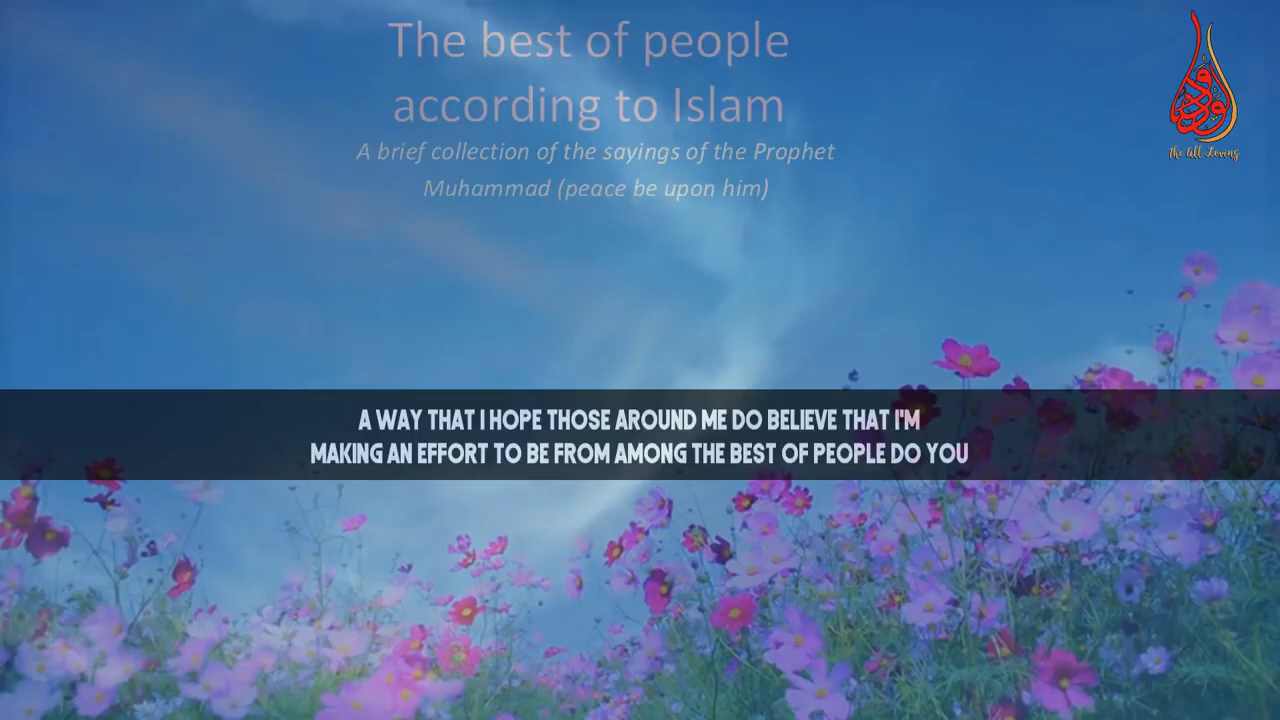 The best of people
according to Islam
A brief collection of the sayings of the Prophet
Muhammad (peace be upon him)
The All Loving
A WAY THAT I HOPE THOSE AROUND ME DO BELIEVE THAT I'M
MAKING AN EFFORT TO BE FROM AMONG THE BEST OF PEOPLE DO YOU